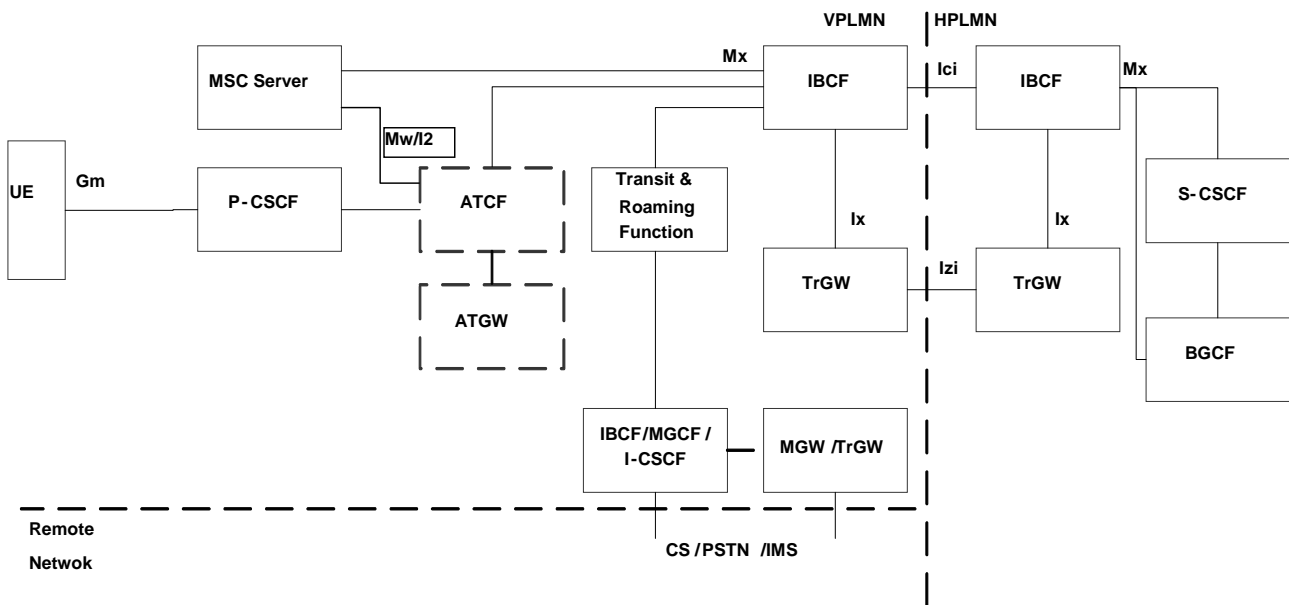 VPLMN
HPLMN
MSC Server
Mx
IBCF
Ici
IBCF
Mx
Mw/I2
UE
Gm
P-CSCF
ATCF
Transit &
Roaming
Function
Ix
Ix
S-CSCF
ATGW
TrGW
Izi
TrGW
BGCF
IBCF/MGCF/
I-CSCF
MGW /TrGW
Remote
Netwok
CS/PSTN /IMS